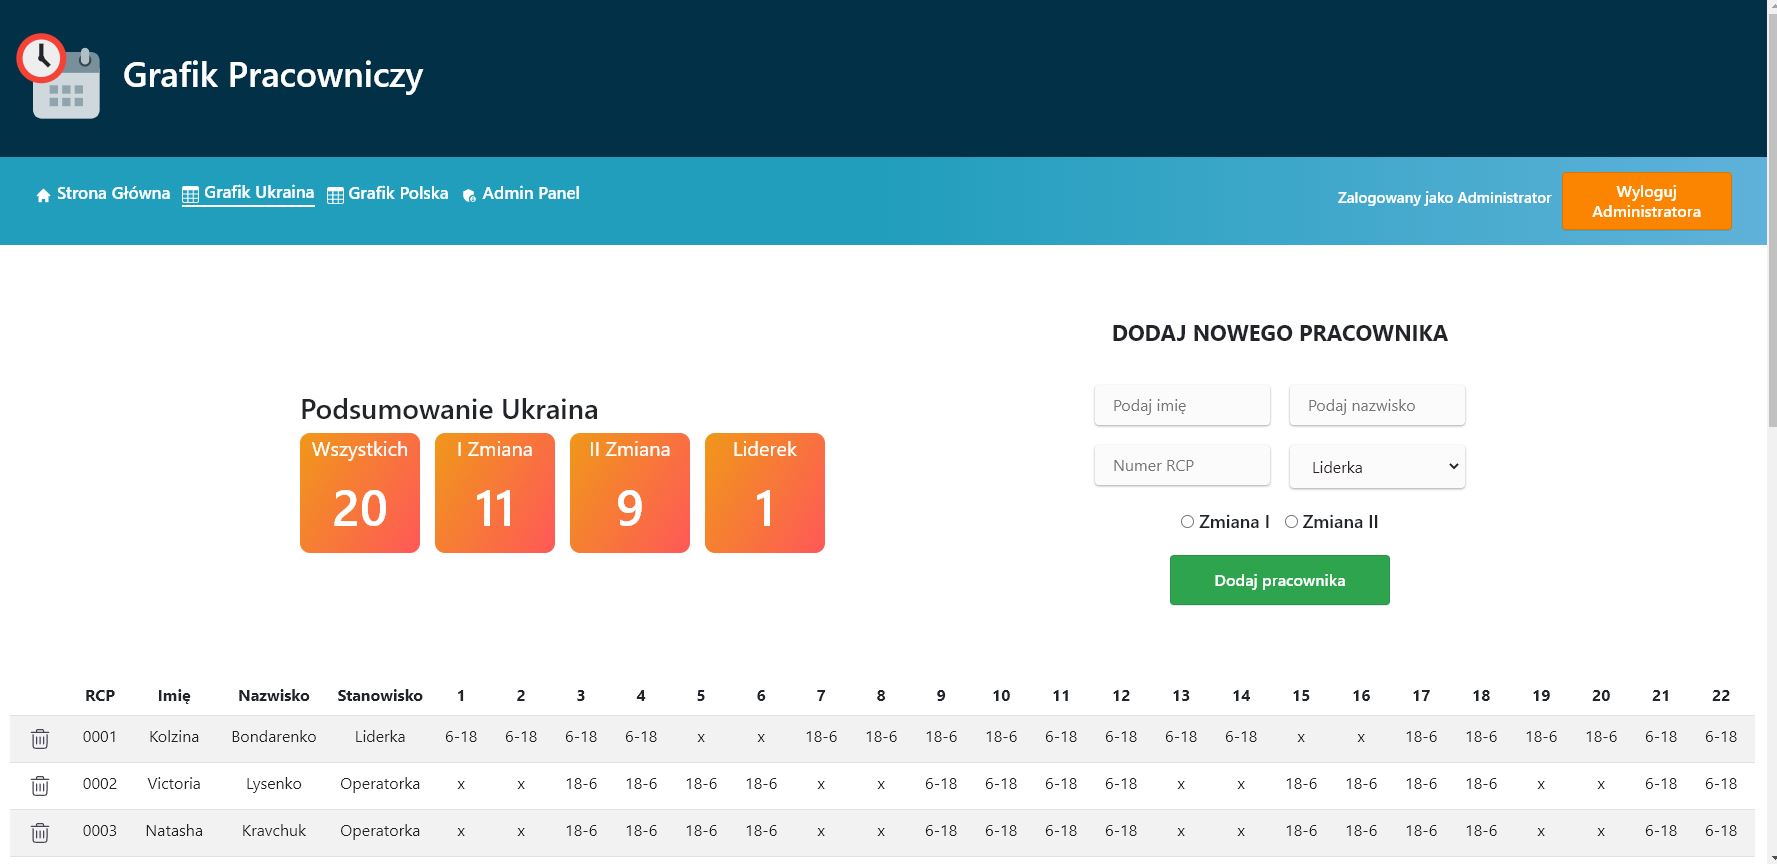 Grafik Pracowniczy
Strona Główna Grafik Ukraina Grafik Polska Admin Panel
Zalogowany jako Administrator
Wyloguj
Administratora
DODAJ NOWEGO PRACOWNIKA
Podaj imię Podaj nazwisko
Numer RCP Liderka
Zmiana I Zmiana II
Dodaj pracownika
Podsumowanie Ukraina
Wszystkich I Zmiana II Zmiana Liderek
20 11 9 1
RCP Imię Nazwisko Stanowisko 1 2 3 4 5 6 7 8 9 10 11 12 13 14 15 16 17 18 19 20 21 22
0001 Kolzina Bondarenko Liderka 6-18 6-18 6-18 6-18 x x 18-6 18-6 18-6 18-6 6-18 6-18 6-18 6-18 x x 18-6 18-6 18-6 18-6 6-18 6-18
0002 Victoria Lysenko Operatorka x x 18-6 18-6 18-6 18-6 x x 6-18 6-18 6-18 6-18 x x 18-6 18-6 18-6 18-6 x x 6-18 6-18
0003 Natasha Kravchuk Operatorka x x 18-6 18-6 18-6 18-6 x x 6-18 6-18 6-18 6-18 x x 18-6 18-6 18-6 18-6 x x 6-18 6-18